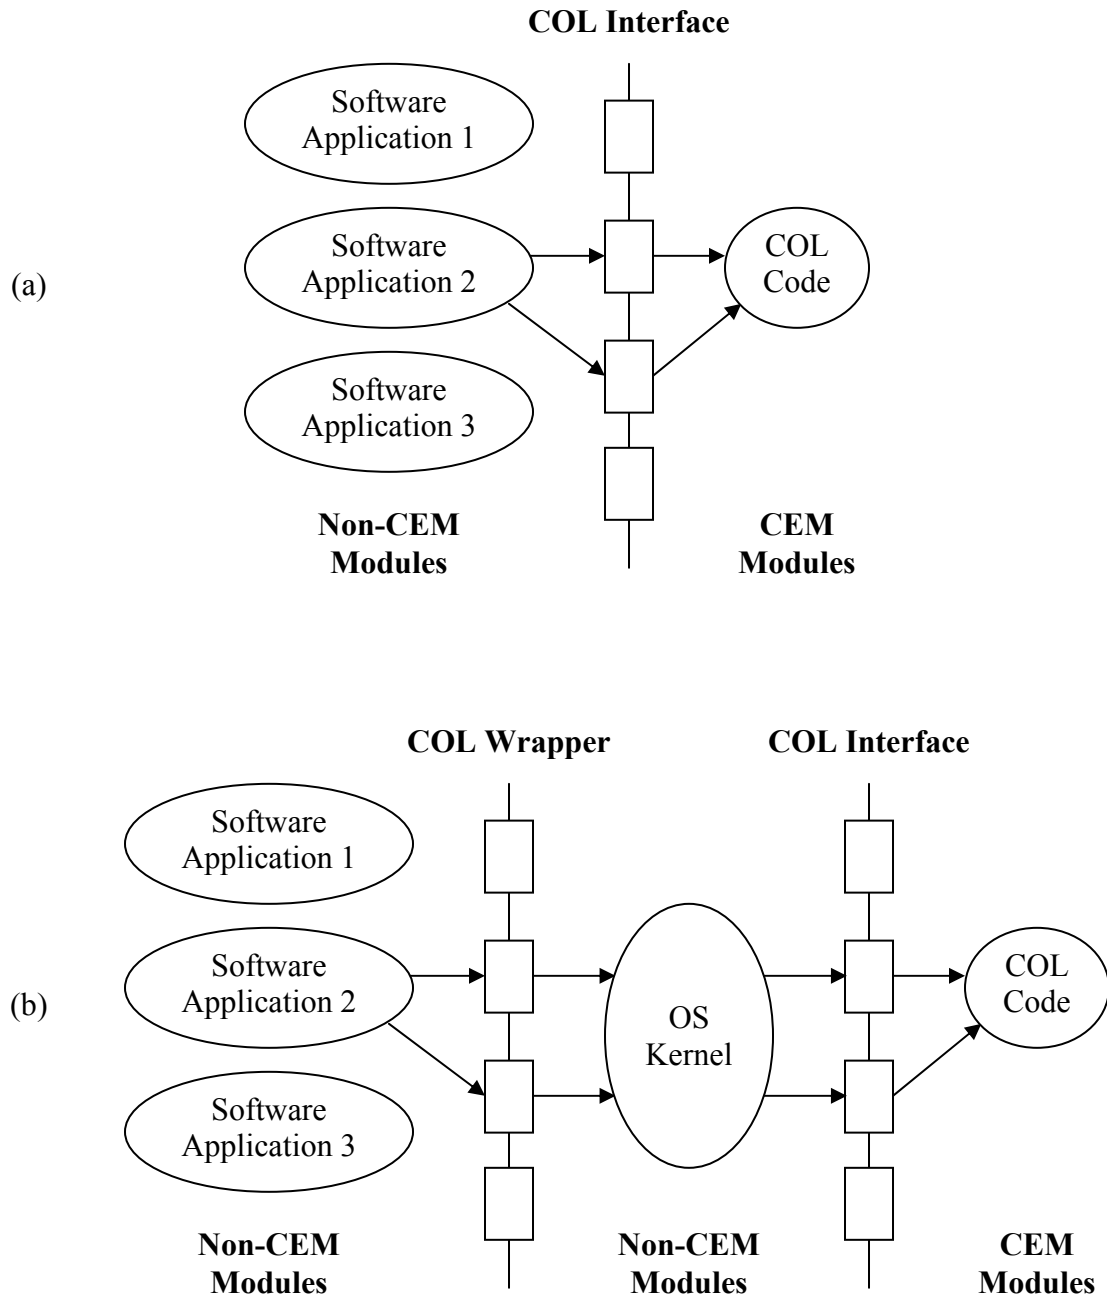 COL Interface
Software
Application 1
(a)
Software
Application 2
COL
Code
Software
Application 3
Non-CEM
Modules
CEM
Modules
COL Wrapper
COL Interface
Software
Application 1
(b)
Software
Application 2
OS
Kernel
COL
Code
Software
Application 3
Non-CEM
Modules
Non-CEM
Modules
CEM
Modules